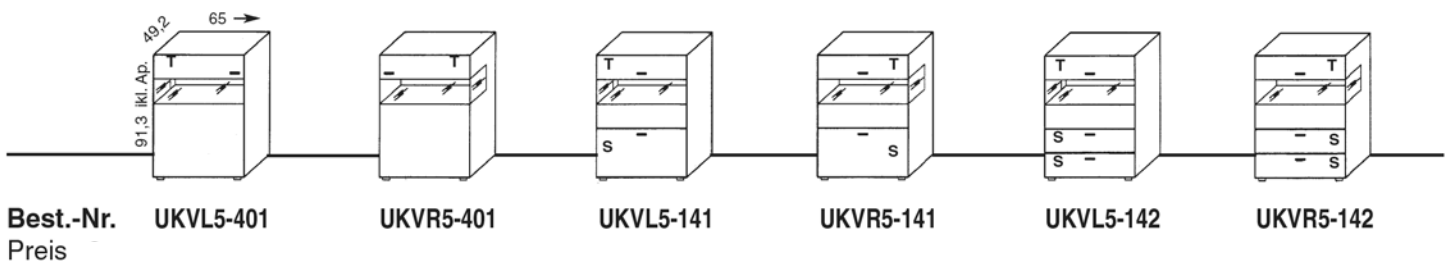 65
49,2
91,3 ikl. Ap.
T T T T T T
S S S S
S S
Best.-Nr. UKVL5-401 UKVR5-401 UKVL5-141 UKVR5-141 UKVL5-142 UKVR5-142
Preis